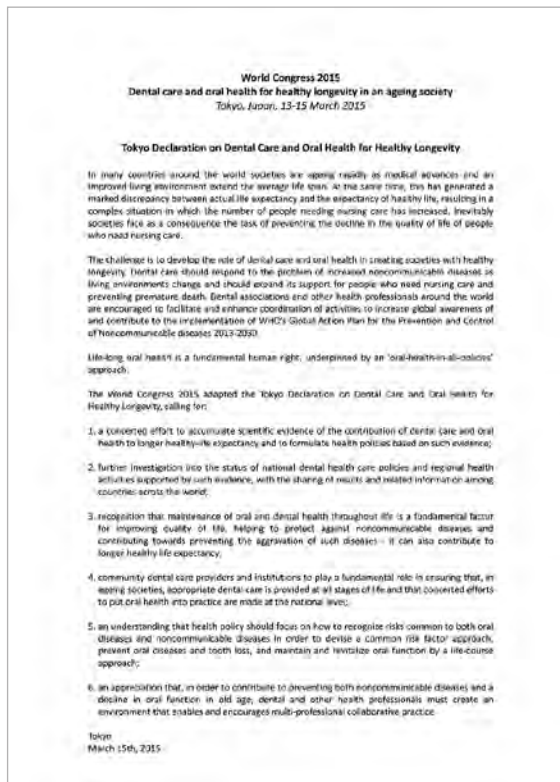 World Congress 2015
Dental care and oral health for healthy longevity in an ageing society
Tokyo, Japan, 13-15 March 2015
Tokyo Declaration on Dental Care and Oral Health for Healthy Longevity
In many countries around the world societies are ageing rapidly as medical advances and an
improved living environment extend the average life span. At the same time, this has generated a
marked discrepancy between actual life expectancy and the expectancy of healthy life, resulting in a
complex situation in which the number of people needing nursing care has increased. Inevitably
societies face as a consequence the task of preventing the decline in the quality of life of people
who need nursing care.
The challenge is to develop the role of dental care and oral health in creating societies with healthy
longevity. Dental care should respond to the problem of increased noncommunicable diseases as
living environments change and should expand its support for people who need nursing care and
preventing premature death. Dental associations and other health professionals around the world
are encouraged to facilitate and enhance coordination of activities to increase global awareness of
and contribute to the implementation of WHO's Global Action Plan for the Prevention and Control
of Noncommunicable diseases 2013-2030.
Life-long oral health is a fundamental human right, underpinned by an 'oral-health-in-all-policies'
approach.
The World Congress 2015 adopted the Tokyo Declaration on Dental Care and Oral Health for
Healthy Longevity, calling for:
1. a concerted effort to accumulate scientific evidence of the contribution of dental care and oral
health to longer healthy-life expectancy and to formulate health policies based on such evidence;
2. further investigation into the status of national dental health care policies and regional health
activities supported by such evidence, with the sharing of results and related information among
countries across the world;
3. recognition that maintenance of oral and dental health throughout life is a fundamental factor
for improving quality of life, helping to protect against noncommunicable diseases and
contributing towards preventing the aggravation of such diseases - it can also contribute to
longer healthy life expectancy;
4. community dental care providers and institutions to play a fundamental role in ensuring that, in
ageing societies, appropriate dental care is provided at all stages of life and that concerted efforts
to put oral health into practice are made at the national level;
5. an understanding that health policy should focus on how to recognize risks common to both oral
diseases and noncommunicable diseases in order to devise a common risk factor approach,
prevent oral diseases and tooth loss, and maintain and revitalize oral function by a life-course
approach;
6. an appreciation that, in order to contribute to preventing both noncommunicable diseases and a
decline in oral function in old age, dental and other health professionals must create an
environment that enables and encourages multi-professional collaborative practice.
Tokyo
March 15th, 2015